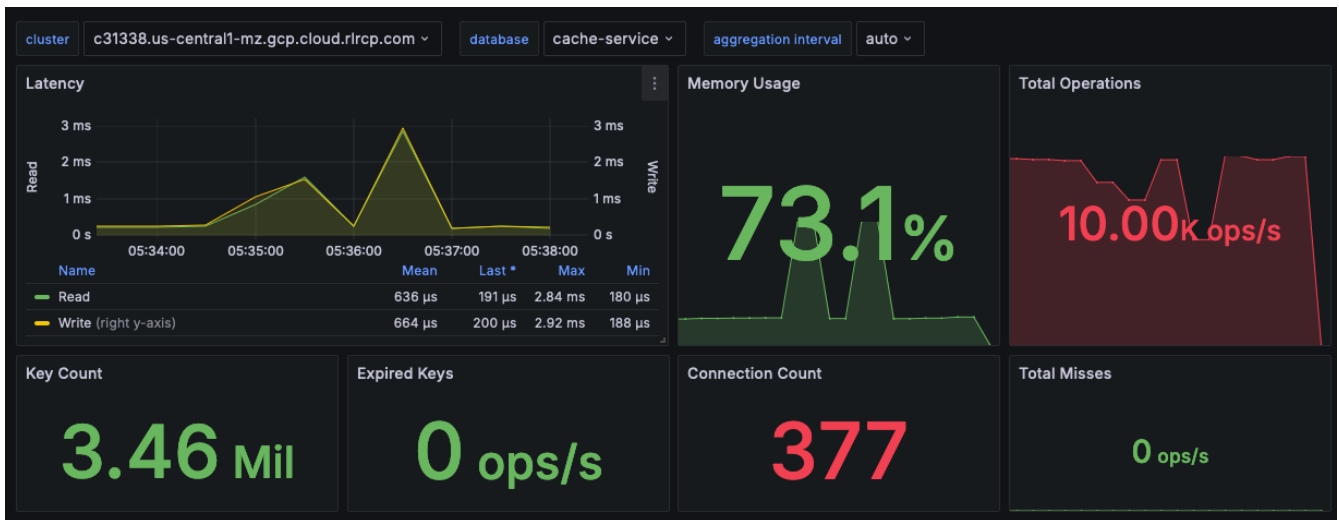 cluster c31338.us-central1-mz.gcp.cloud.rlrcp.com database cache-service aggregation interval auto
Latency
3 ms 3 ms
2 ms 2 ms
1 ms 1 ms
0 s 0 s
Read
Write
05:34:00 05:35:00 05:36:00 05:37:00 05:38:00
Name Mean Last * Max Min
Read 636 µs 191 µs 2.84 ms 180 µs
Write (right y-axis) 664 µs 200 µs 2.92 ms 188 µs
Memory Usage
73.1%
Total Operations
10.00K ops/s
Key Count
3.46 Mil
Expired Keys
0 ops/s
Connection Count
377
Total Misses
0 ops/s